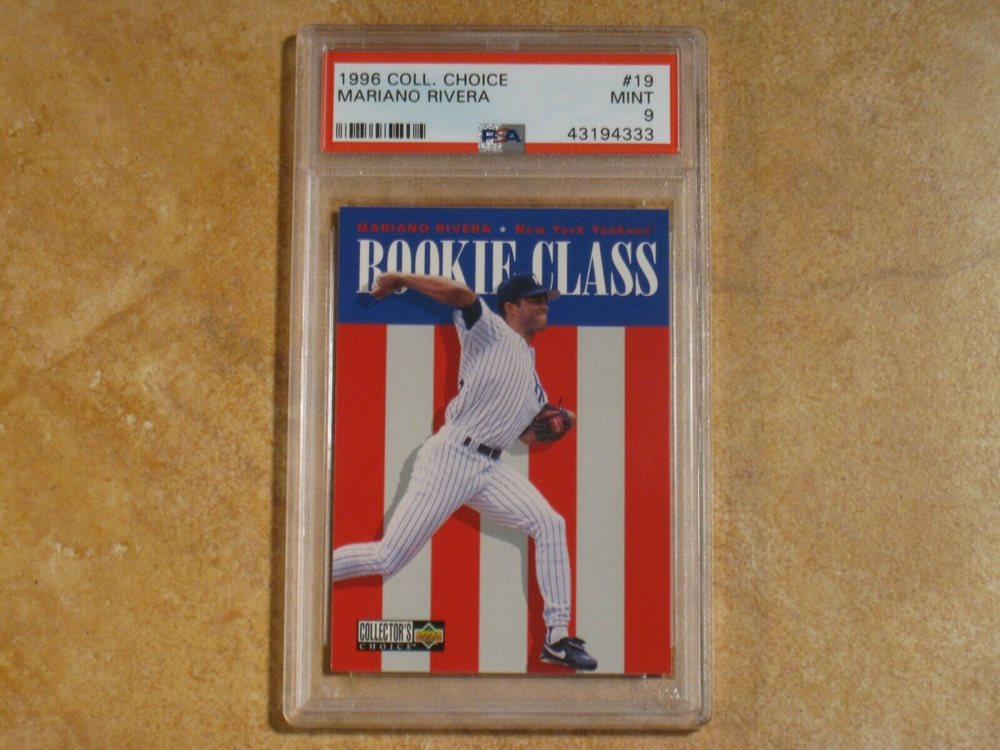 1996 COLL. CHOICE #19
MARIANO RIVERA MINT
9
PSA 43194333
MARIANO RIVERA ★ New York Yankees
ROOKIE CLASS
COLLECTOR'S
CHOICE